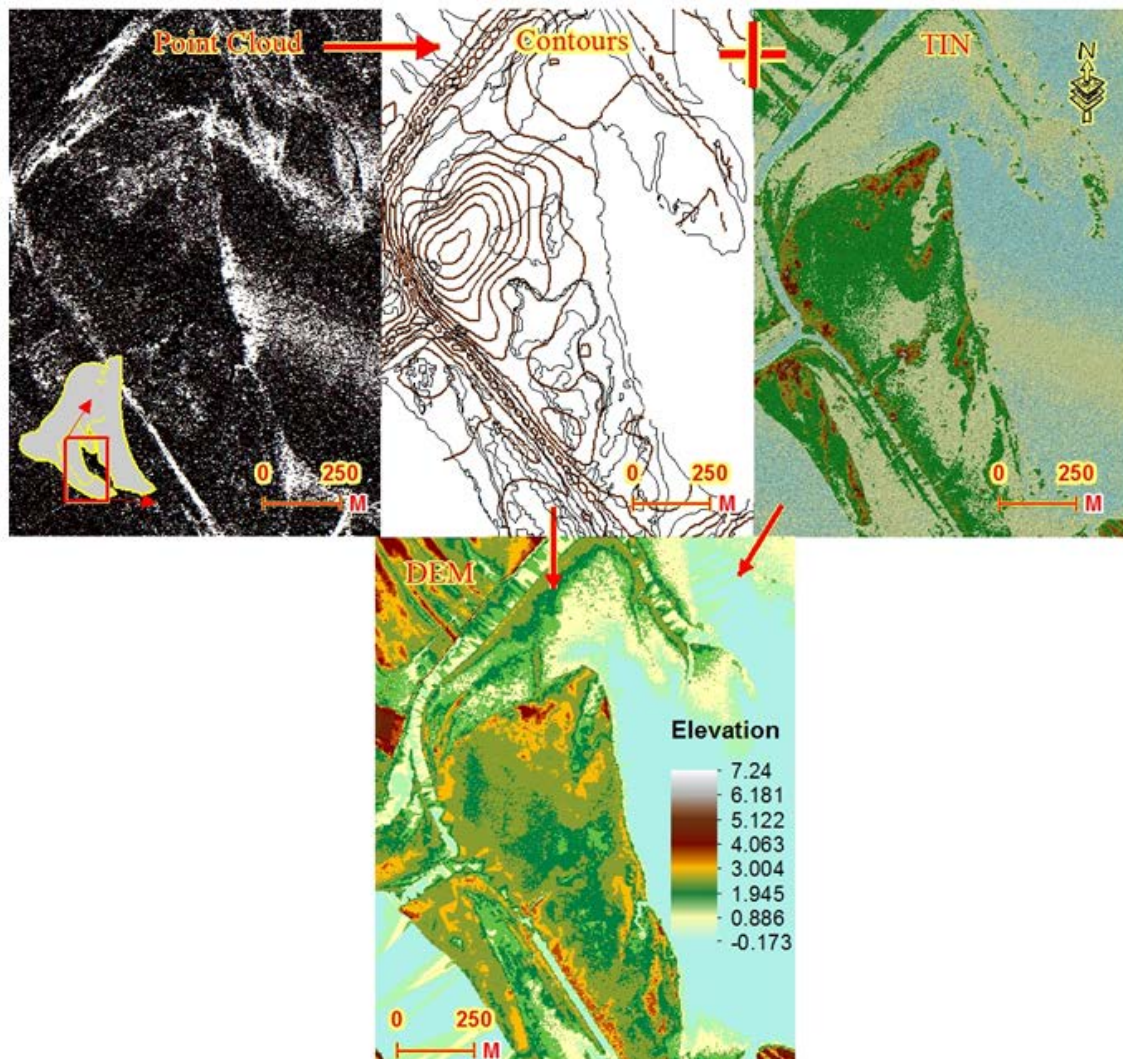 Point Cloud
Contours
TIN
N
0 250
M
0 250
M
0 250
M
DEM
Elevation
7.24
6.181
5.122
4.063
3.004
1.945
0.886
-0.173
0 250
M